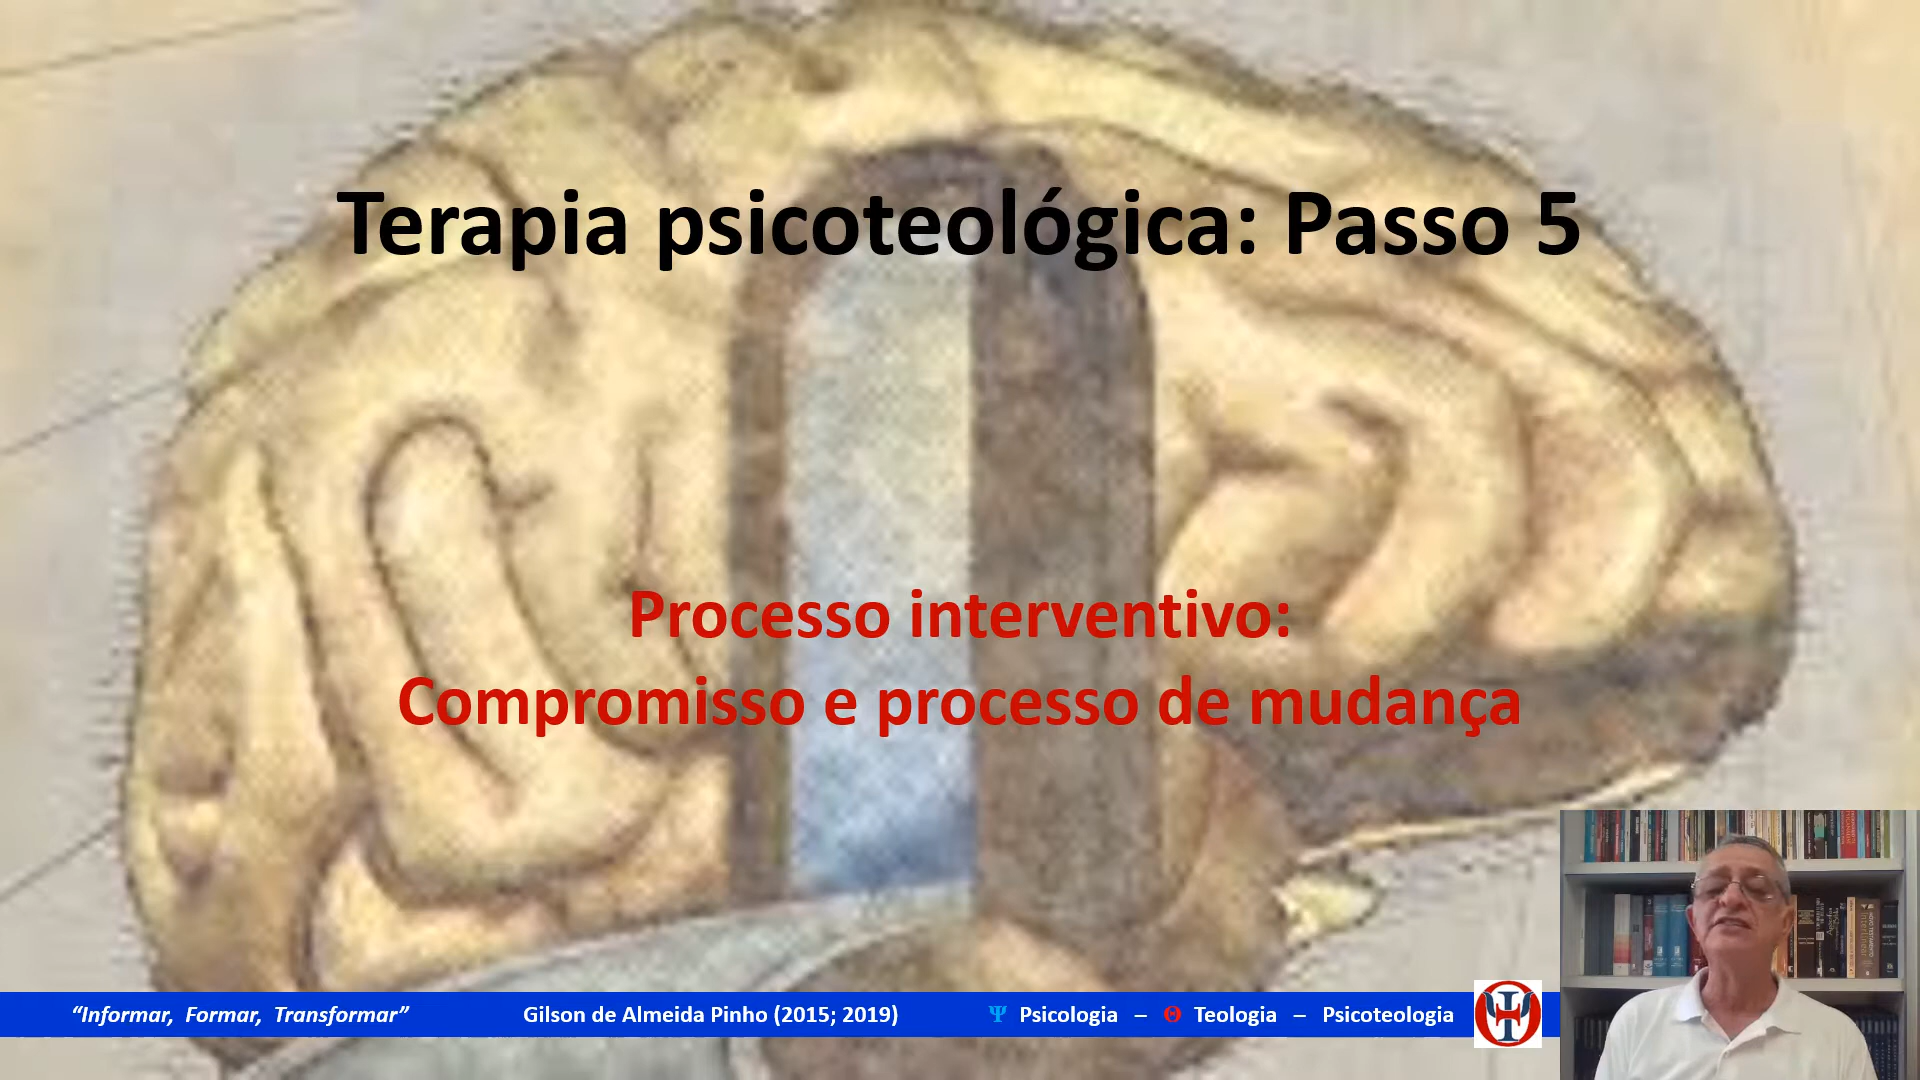 Terapia psicoteológica: Passo 5
Processo interventivo:
Compromisso e processo de mudança
“Informar, Formar, Transformar” Gilson de Almeida Pinho (2015; 2019) Ψ Psicologia – Θ Teologia – Psicoteologia